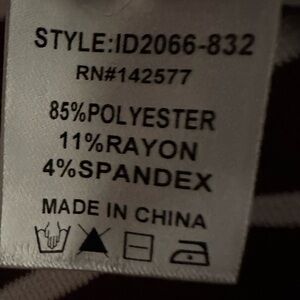 STYLE:ID2066-832
RN#142577
85%POLYESTER
11%RAYON
4%SPANDEX
MADE IN CHINA